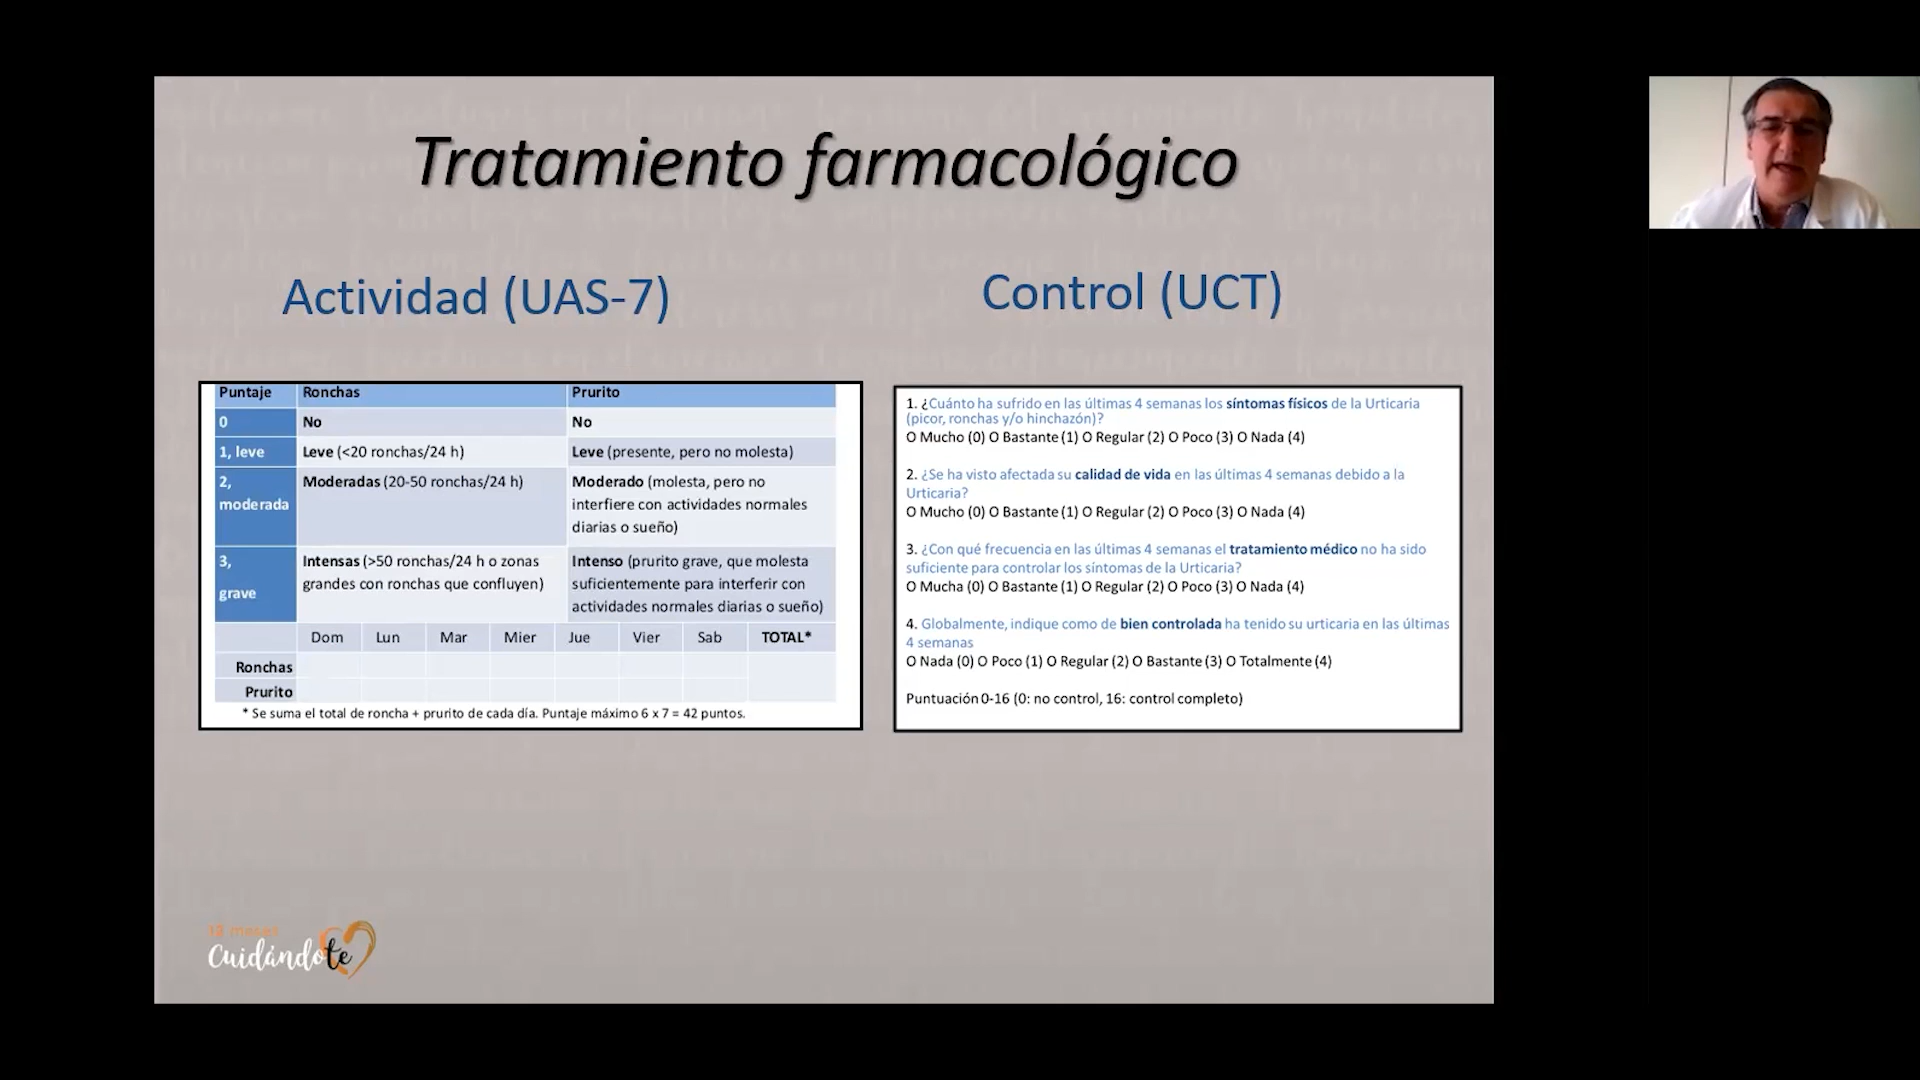 Tratamiento farmacológico
Actividad (UAS-7)
Control (UCT)
Puntaje Ronchas Prurito
0 No No
1, leve Leve (<20 ronchas/24 h) Leve (presente, pero no molesta)
2, Moderadas (20-50 ronchas/24 h) Moderado (molesta, pero no
moderada interfiere con actividades normales
diarias o sueño)
3, Intensas (>50 ronchas/24 h o zonas Intenso (prurito grave, que molesta
grave grandes con ronchas que confluyen) suficientemente para interferir con
actividades normales diarias o sueño)
Dom Lun Mar Mier Jue Vier Sab TOTAL*
Ronchas
Prurito
* Se suma el total de roncha + prurito de cada día. Puntaje máximo 6 x 7 = 42 puntos.
1. ¿Cuánto ha sufrido en las últimas 4 semanas los síntomas físicos de la Urticaria
(picor, ronchas y/o hinchazón)?
O Mucho (0) O Bastante (1) O Regular (2) O Poco (3) O Nada (4)
2. ¿Se ha visto afectada su calidad de vida en las últimas 4 semanas debido a la
Urticaria?
O Mucho (0) O Bastante (1) O Regular (2) O Poco (3) O Nada (4)
3. ¿Con qué frecuencia en las últimas 4 semanas el tratamiento médico no ha sido
suficiente para controlar los síntomas de la Urticaria?
O Mucha (0) O Bastante (1) O Regular (2) O Poco (3) O Nada (4)
4. Globalmente, indique como de bien controlada ha tenido su urticaria en las últimas
4 semanas
O Nada (0) O Poco (1) O Regular (2) O Bastante (3) O Totalmente (4)
Puntuación 0-16 (0: no control, 16: control completo)
meses
Cuidándote